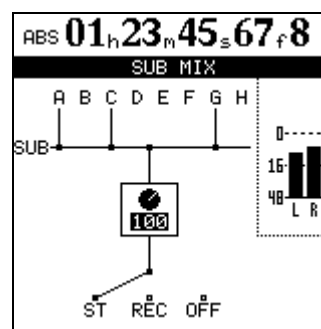 ABS 01h23m45s67f8
SUB MIX
A B C D E F G H
SUB
0
16
48
L R
100
ST REC OFF